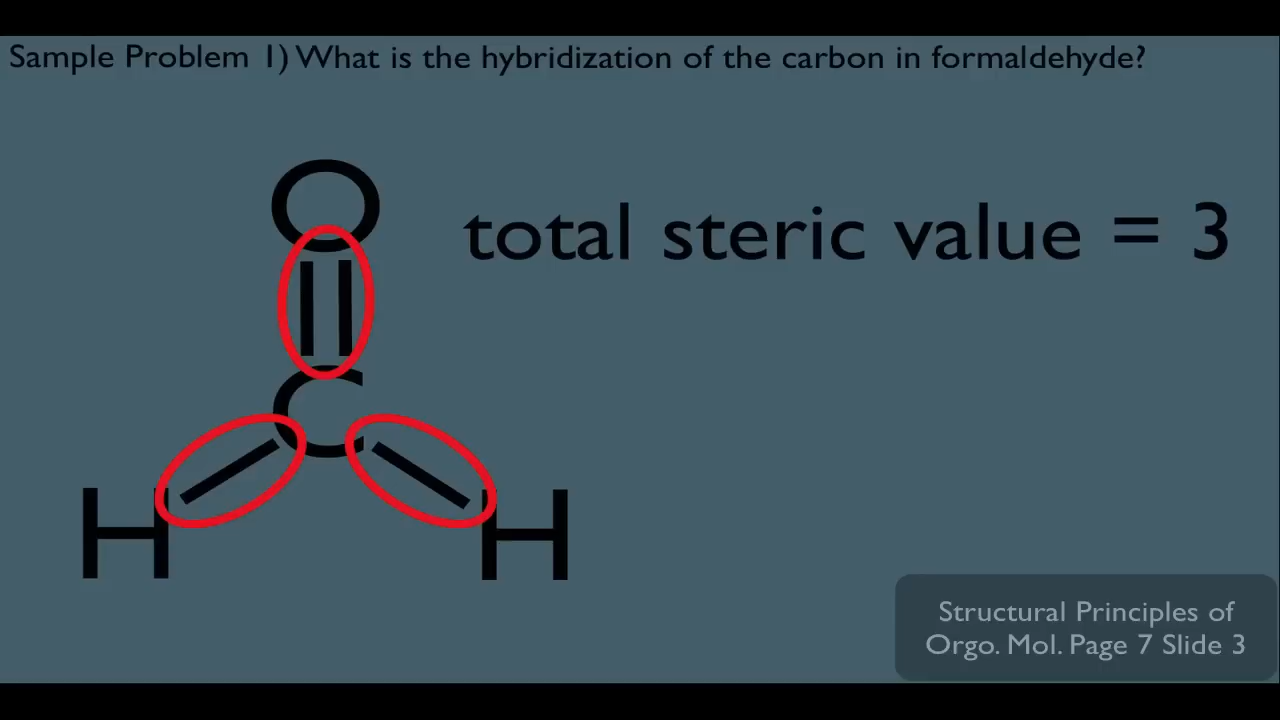 Sample Problem 1) What is the hybridization of the carbon in formaldehyde?
O
total steric value = 3
C
H H
Structural Principles of
Orgo. Mol. Page 7 Slide 3